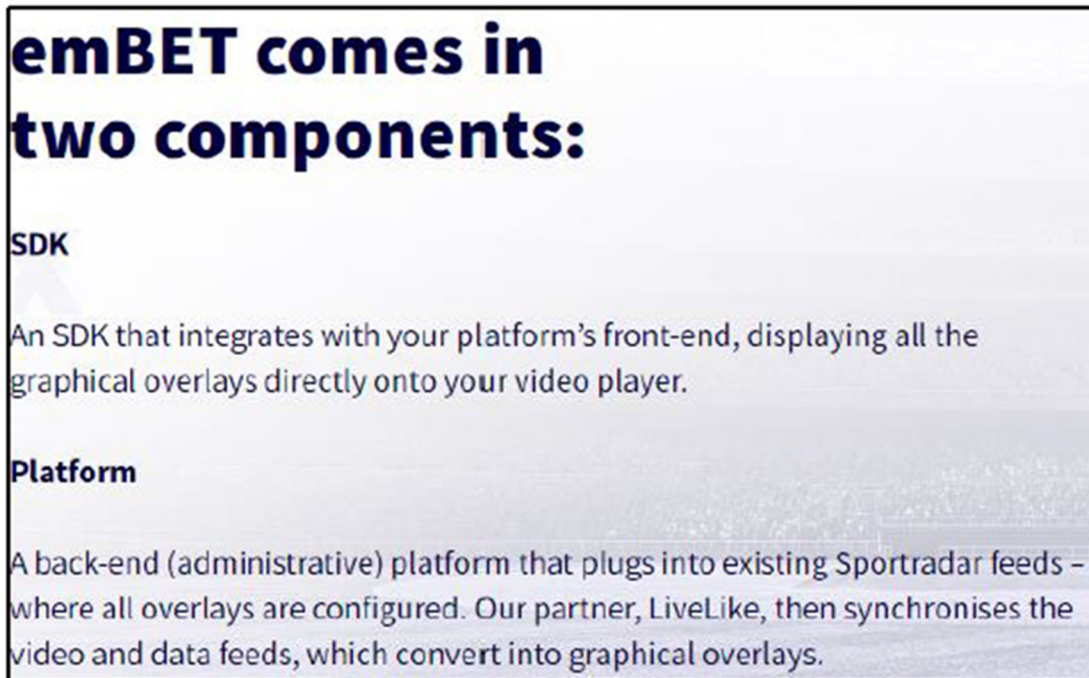 emBET comes in
two components:
SDK
An SDK that integrates with your platform’s front-end, displaying all the
graphical overlays directly onto your video player.
Platform
A back-end (administrative) platform that plugs into existing Sportradar feeds –
where all overlays are configured. Our partner, LiveLike, then synchronises the
video and data feeds, which convert into graphical overlays.